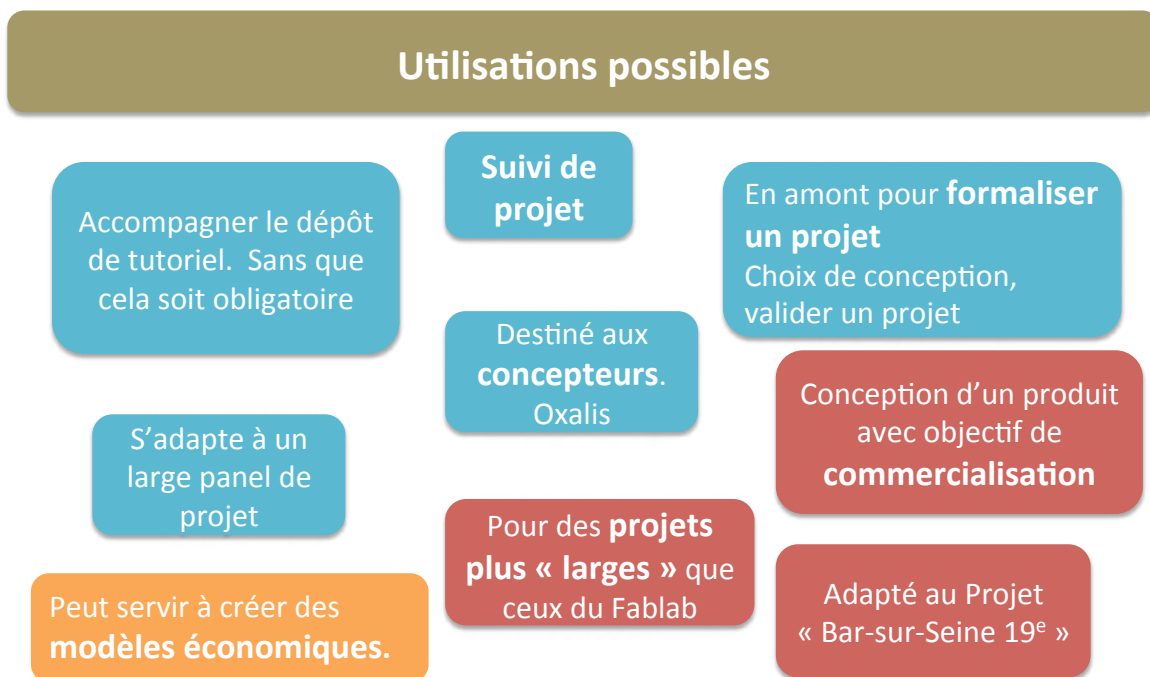 Utilisations possibles
Accompagner le dépôt
de tutoriel.  Sans que
cela soit obligatoire
Suivi de
projet
En amont pour formaliser
un projet
Choix de conception,
valider un projet
Destiné aux
concepteurs.
Oxalis
Conception d’un produit
avec objectif de
commercialisation
S’adapte à un
large panel de
projet
Pour des projets
plus « larges » que
ceux du Fablab
Adapté au Projet
« Bar-sur-Seine 19ᵉ »
Peut servir à créer des
modèles économiques.